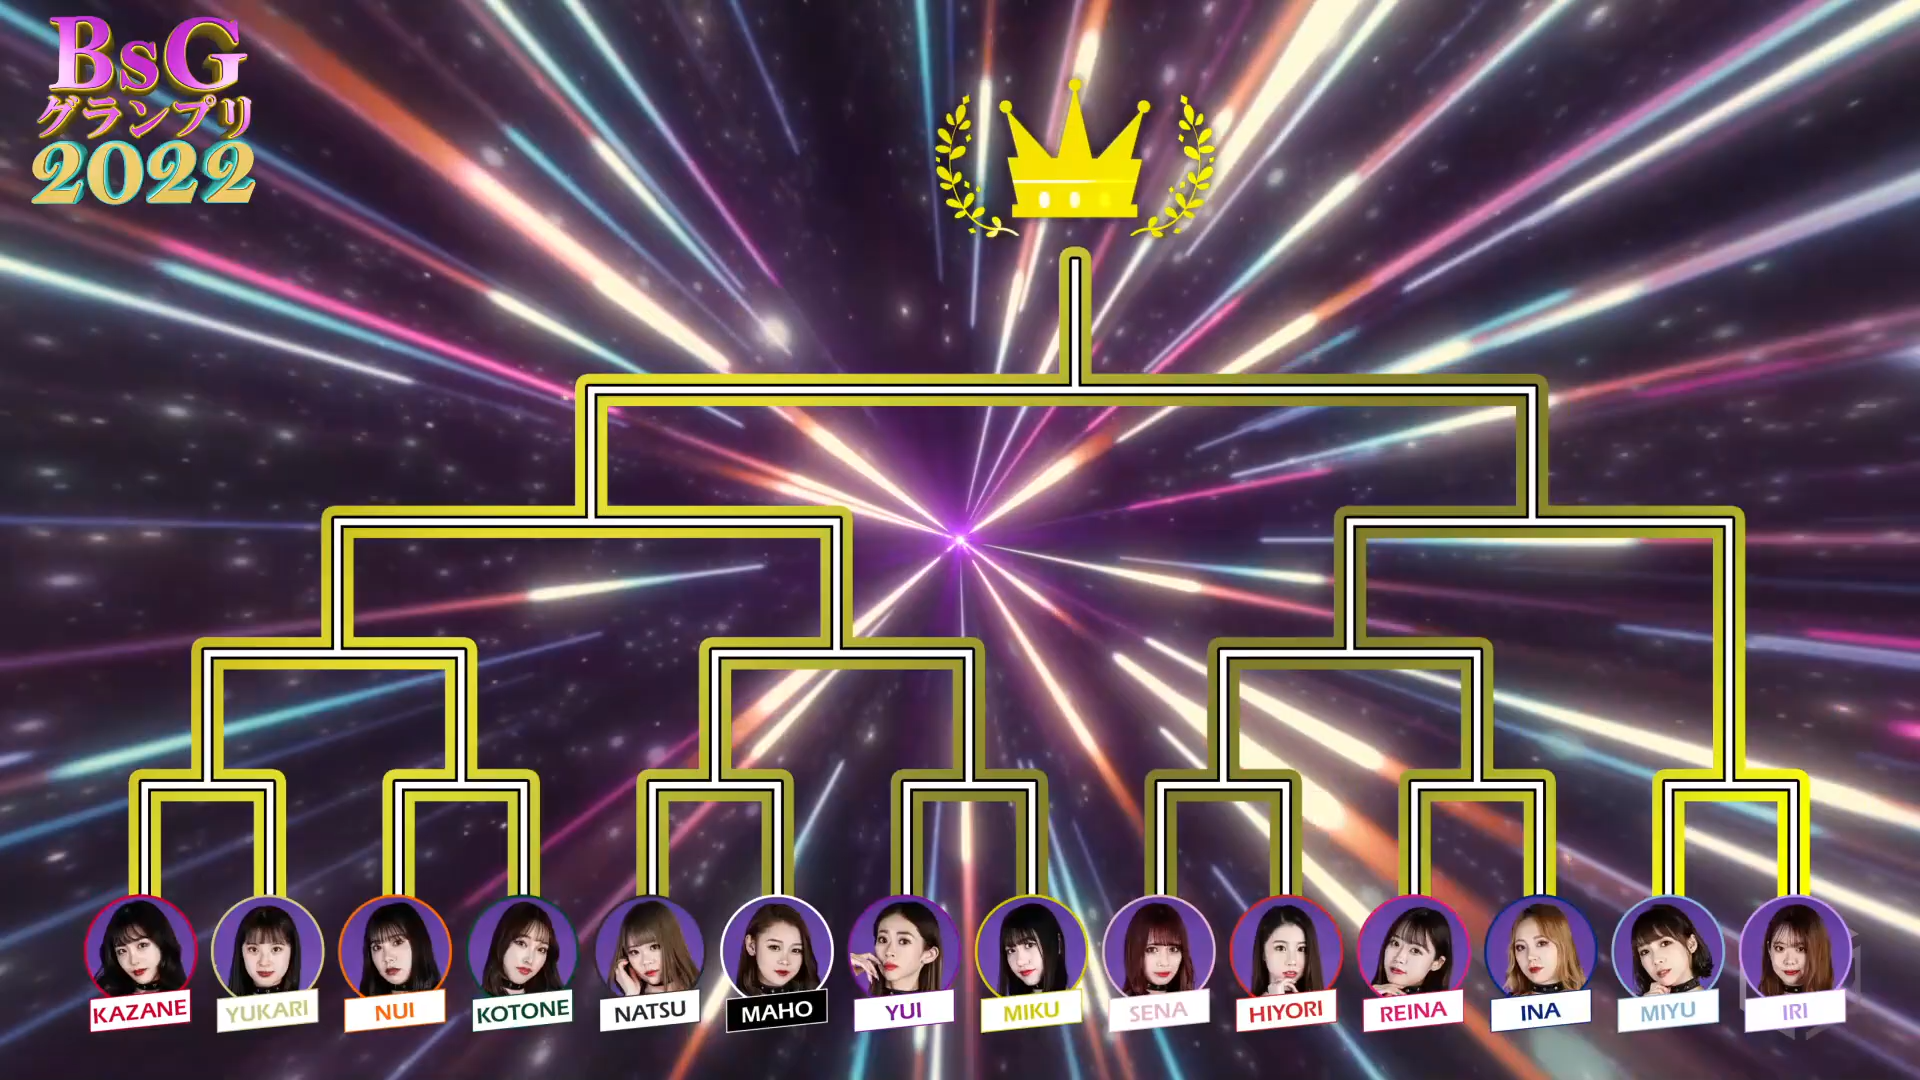 BsG
グランプリ
2022
KAZANE
YUKARI
NUI
KOTONE
NATSU
MAHO
YUI
MIKU
SENA
HIYORI
REINA
INA
MIYU
IRI